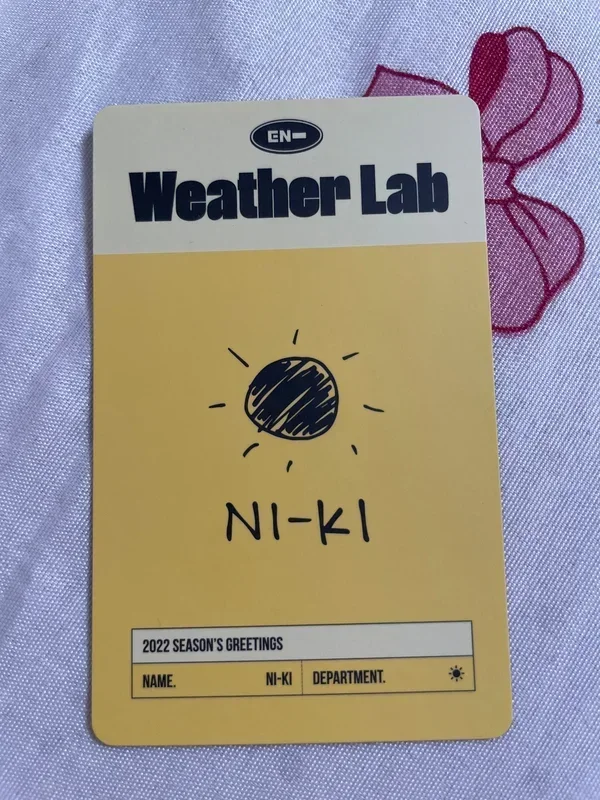 EN-
Weather Lab
NI-KI
2022 SEASON'S GREETINGS
NAME. NI-KI DEPARTMENT.